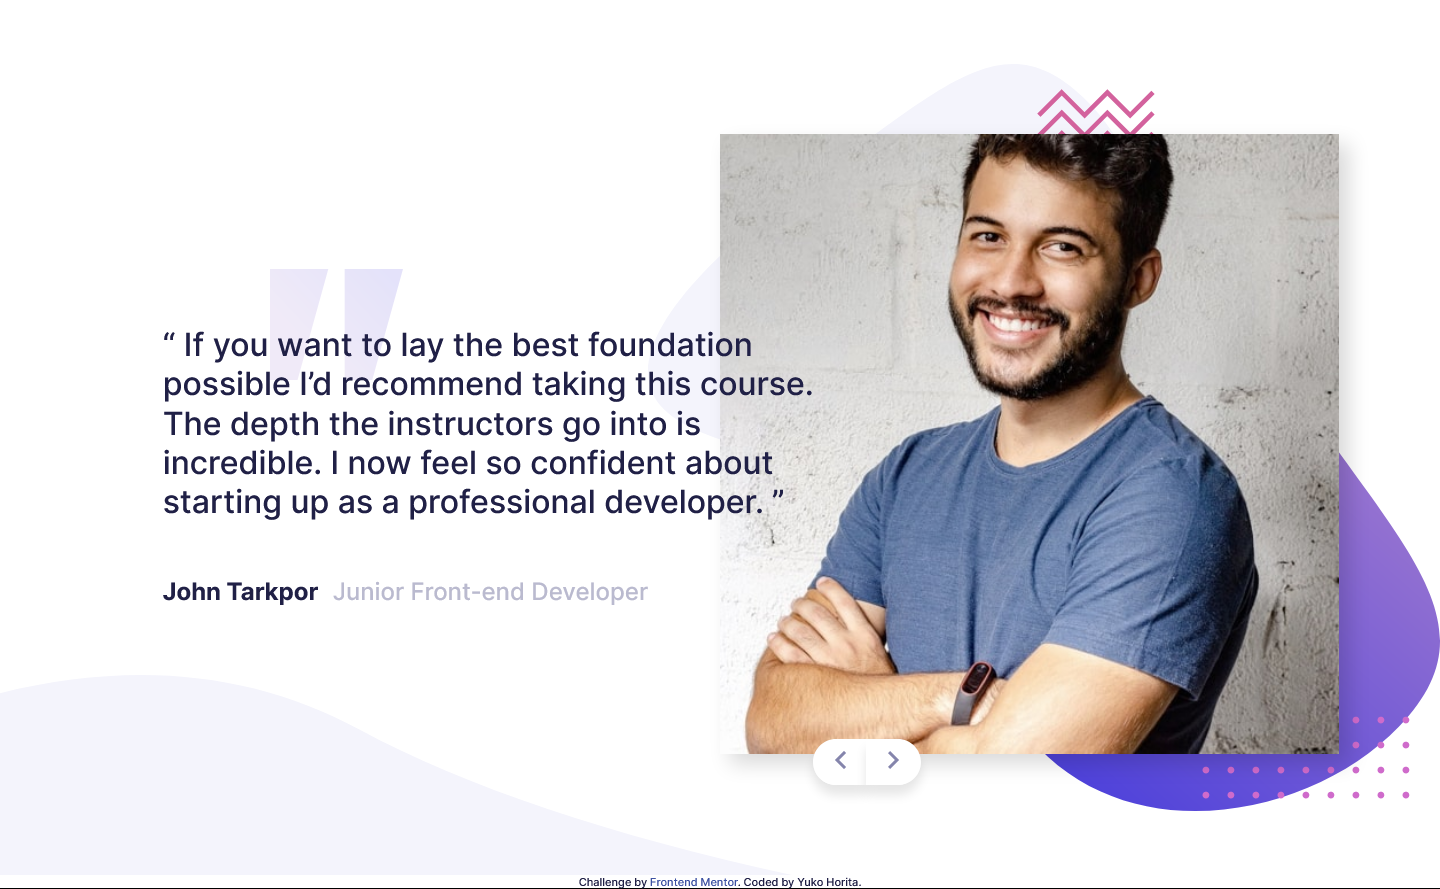 “ If you want to lay the best foundation
possible I’d recommend taking this course.
The depth the instructors go into is
incredible. I now feel so confident about
starting up as a professional developer. ”
John Tarkpor Junior Front-end Developer
Challenge by Frontend Mentor. Coded by Yuko Horita.